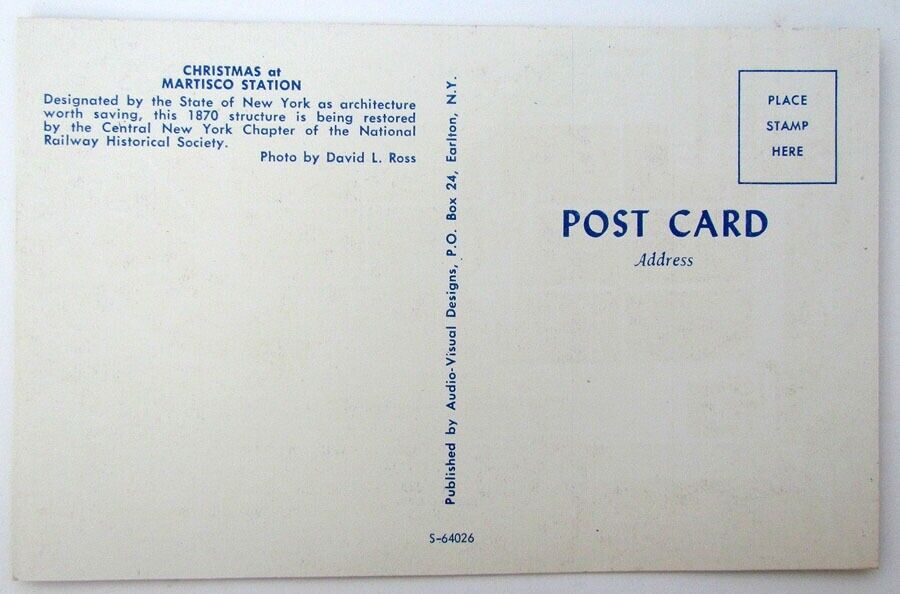 CHRISTMAS at
MARTISCO STATION
Designated by the State of New York as architecture
worth saving, this 1870 structure is being restored
by the Central New York Chapter of the National
Railway Historical Society.
Photo by David L. Ross
Published by Audio-Visual Designs, P.O. Box 24, Earlton, N.Y.
S-64026
PLACE
STAMP
HERE
POST CARD
Address